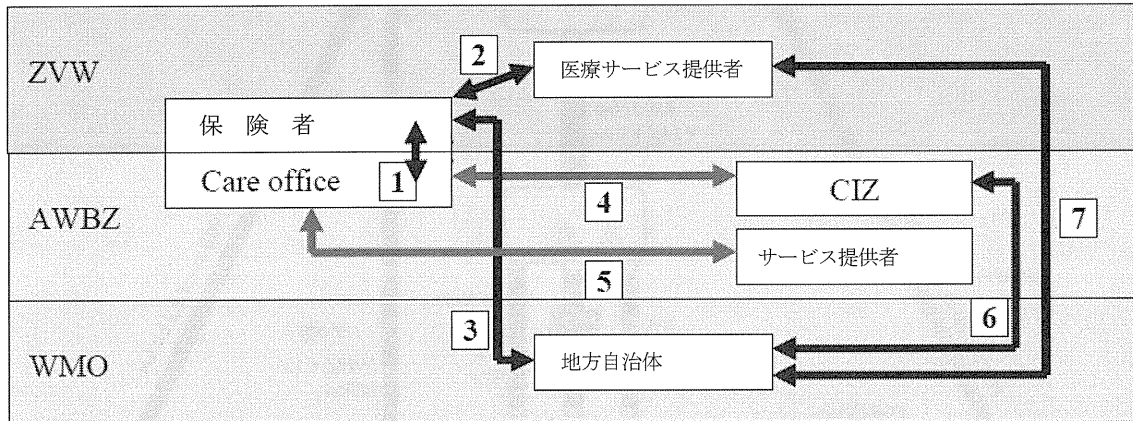 ZVW
2
医療サービス提供者
保 険 者
Care office
1
4
CIZ
AWBZ
7
サービス提供者
5
6
3
WMO
地方自治体